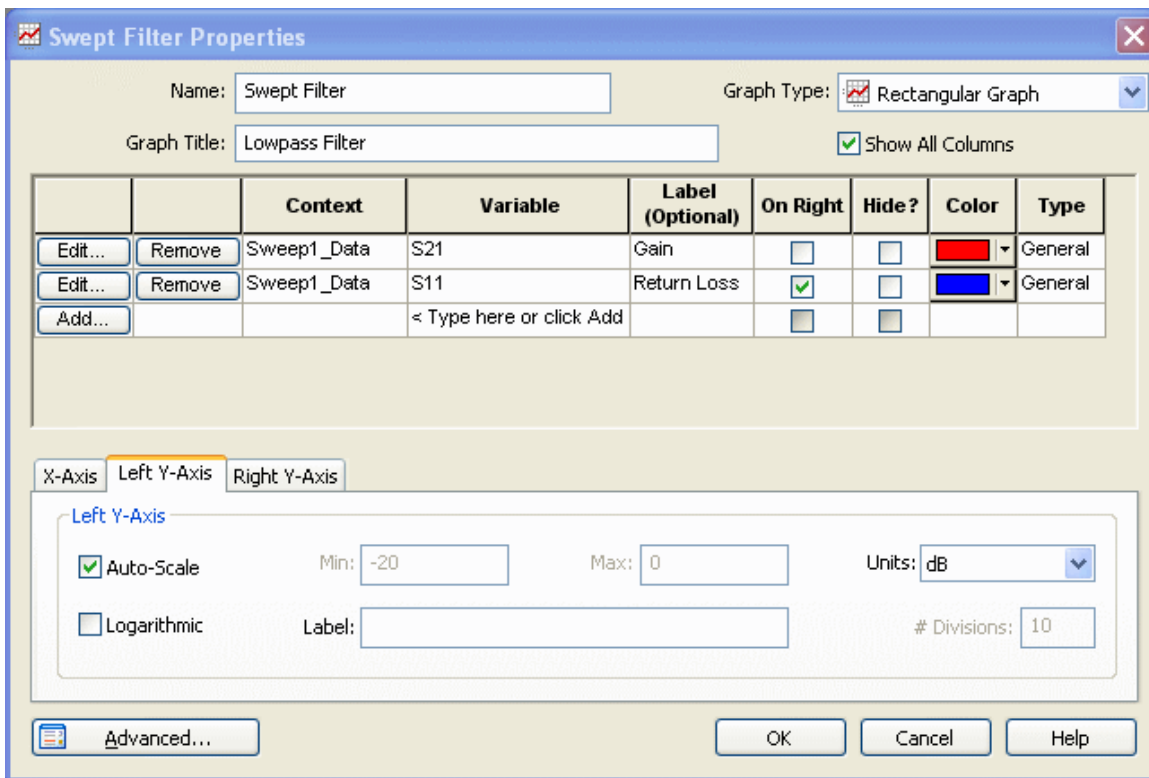 Swept Filter Properties
Name: Swept Filter Graph Type: Rectangular Graph
Graph Title: Lowpass Filter Show All Columns
Context Variable Label (Optional) On Right Hide? Color Type
Edit... Remove Sweep1_Data S21 Gain General
Edit... Remove Sweep1_Data S11 Return Loss General
Add... < Type here or click Add
X-Axis Left Y-Axis Right Y-Axis
Left Y-Axis
Auto-Scale Min: -20 Max: 0 Units: dB
Logarithmic Label: # Divisions: 10
Advanced... OK Cancel Help